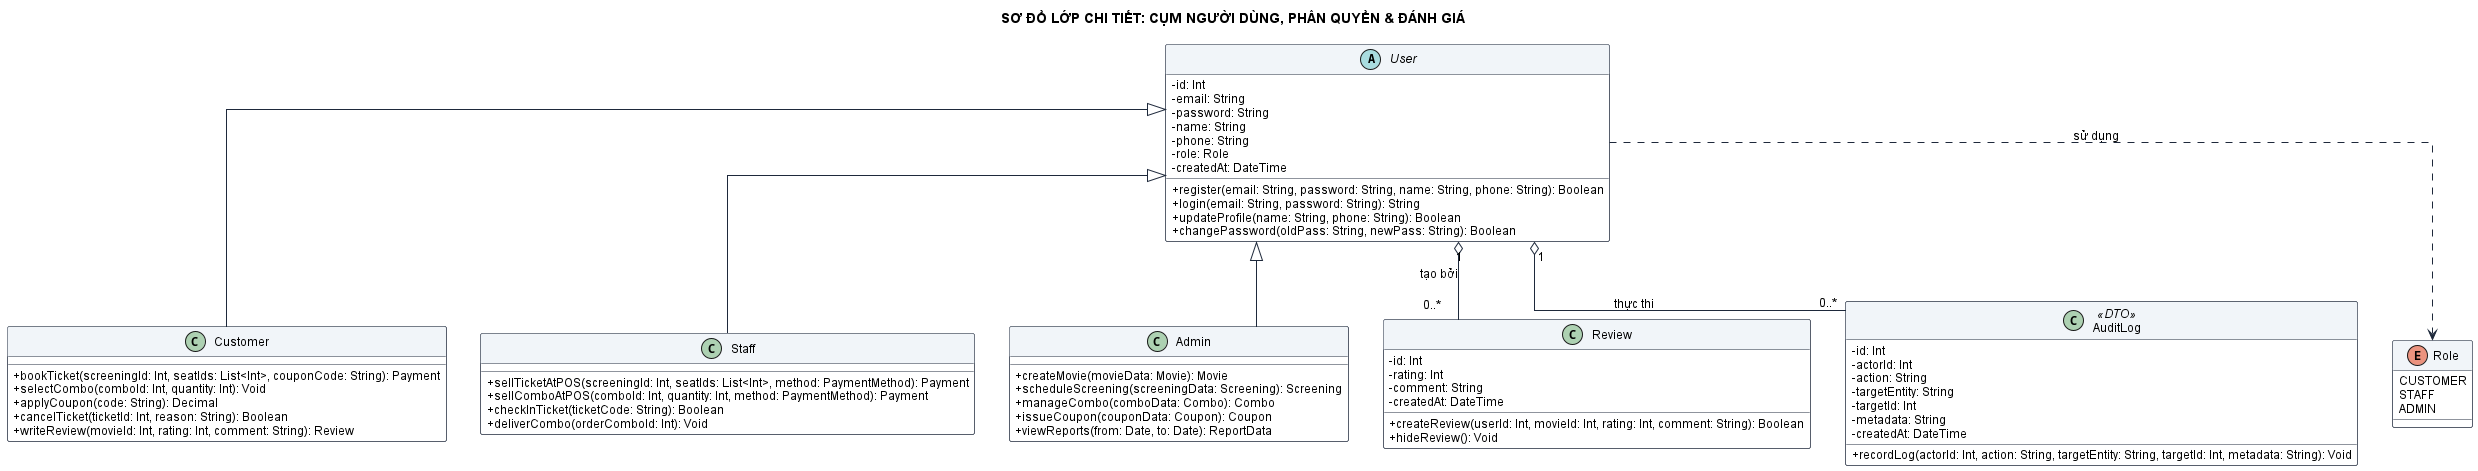 SƠ ĐỒ LỚP CHI TIẾT: CỤM NGƯỜI DÙNG, PHÂN QUYỀN & ĐÁNH GIÁ
A User
-id: Int
-email: String
-password: String
-name: String
-phone: String
-role: Role
-createdAt: DateTime
+register(email: String, password: String, name: String, phone: String): Boolean
+login(email: String, password: String): String
+updateProfile(name: String, phone: String): Boolean
+changePassword(oldPass: String, newPass: String): Boolean
sử dụng
1
tạo bởi
0..*
1
thực thi
0..*
C Customer
+bookTicket(screeningId: Int, seatIds: List<Int>, couponCode: String): Payment
+selectCombo(comboId: Int, quantity: Int): Void
+applyCoupon(code: String): Decimal
+cancelTicket(ticketId: Int, reason: String): Boolean
+writeReview(movieId: Int, rating: Int, comment: String): Review
C Staff
+sellTicketAtPOS(screeningId: Int, seatIds: List<Int>, method: PaymentMethod): Payment
+sellComboAtPOS(comboId: Int, quantity: Int, method: PaymentMethod): Payment
+checkInTicket(ticketCode: String): Boolean
+deliverCombo(orderComboId: Int): Void
C Admin
+createMovie(movieData: Movie): Movie
+scheduleScreening(screeningData: Screening): Screening
+manageCombo(comboData: Combo): Combo
+issueCoupon(couponData: Coupon): Coupon
+viewReports(from: Date, to: Date): ReportData
C Review
-id: Int
-rating: Int
-comment: String
-createdAt: DateTime
+createReview(userId: Int, movieId: Int, rating: Int, comment: String): Boolean
+hideReview(): Void
C «DTO»
AuditLog
-id: Int
-actorId: Int
-action: String
-targetEntity: String
-targetId: Int
-metadata: String
-createdAt: DateTime
+recordLog(actorId: Int, action: String, targetEntity: String, targetId: Int, metadata: String): Void
E Role
CUSTOMER
STAFF
ADMIN